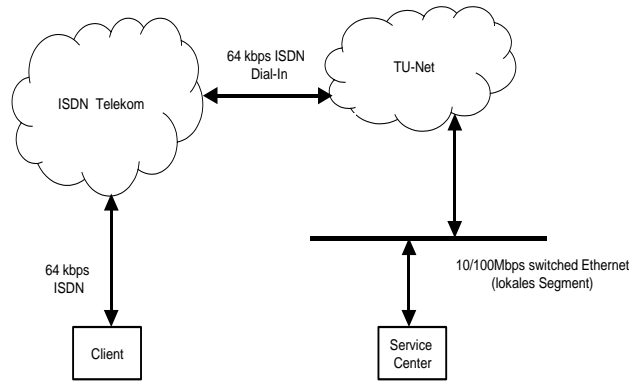 64 kbps ISDN
Dial-In
TU-Net
ISDN Telekom
64 kbps
ISDN
10/100Mbps switched Ethernet
(lokales Segment)
Client
Service
Center